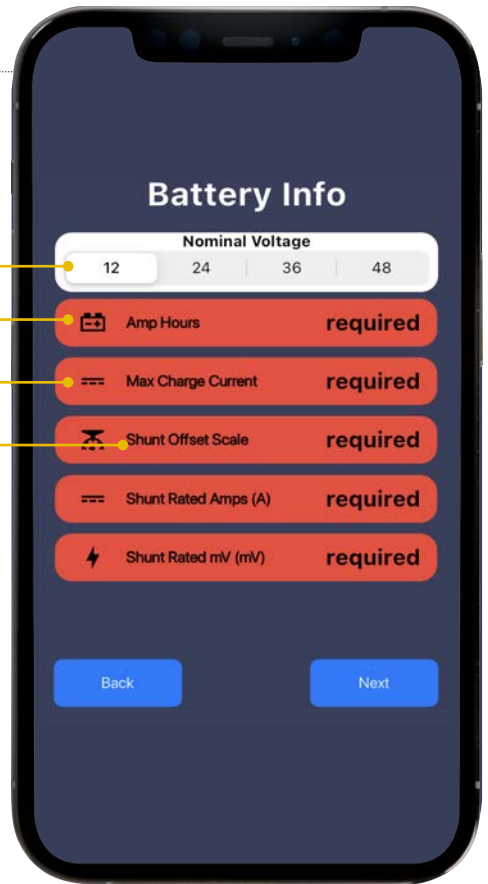 Battery Info
Nominal Voltage
12 24 36 48
Amp Hours required
Max Charge Current required
Shunt Offset Scale required
Shunt Rated Amps (A) required
Shunt Rated mV (mV) required
Back Next